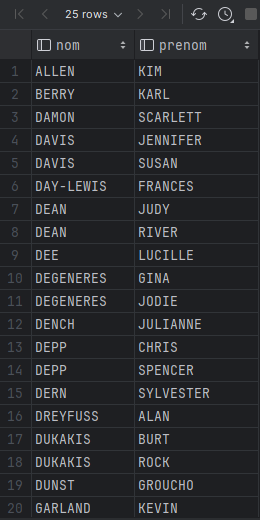 25 rows
nom prenom
1 ALLEN KIM
2 BERRY KARL
3 DAMON SCARLETT
4 DAVIS JENNIFER
5 DAVIS SUSAN
6 DAY-LEWIS FRANCES
7 DEAN JUDY
8 DEAN RIVER
9 DEE LUCILLE
10 DEGENERES GINA
11 DEGENERES JODIE
12 DENCH JULIANNE
13 DEPP CHRIS
14 DEPP SPENCER
15 DERN SYLVESTER
16 DREYFUSS ALAN
17 DUKAKIS BURT
18 DUKAKIS ROCK
19 DUNST GROUCHO
20 GARLAND KEVIN